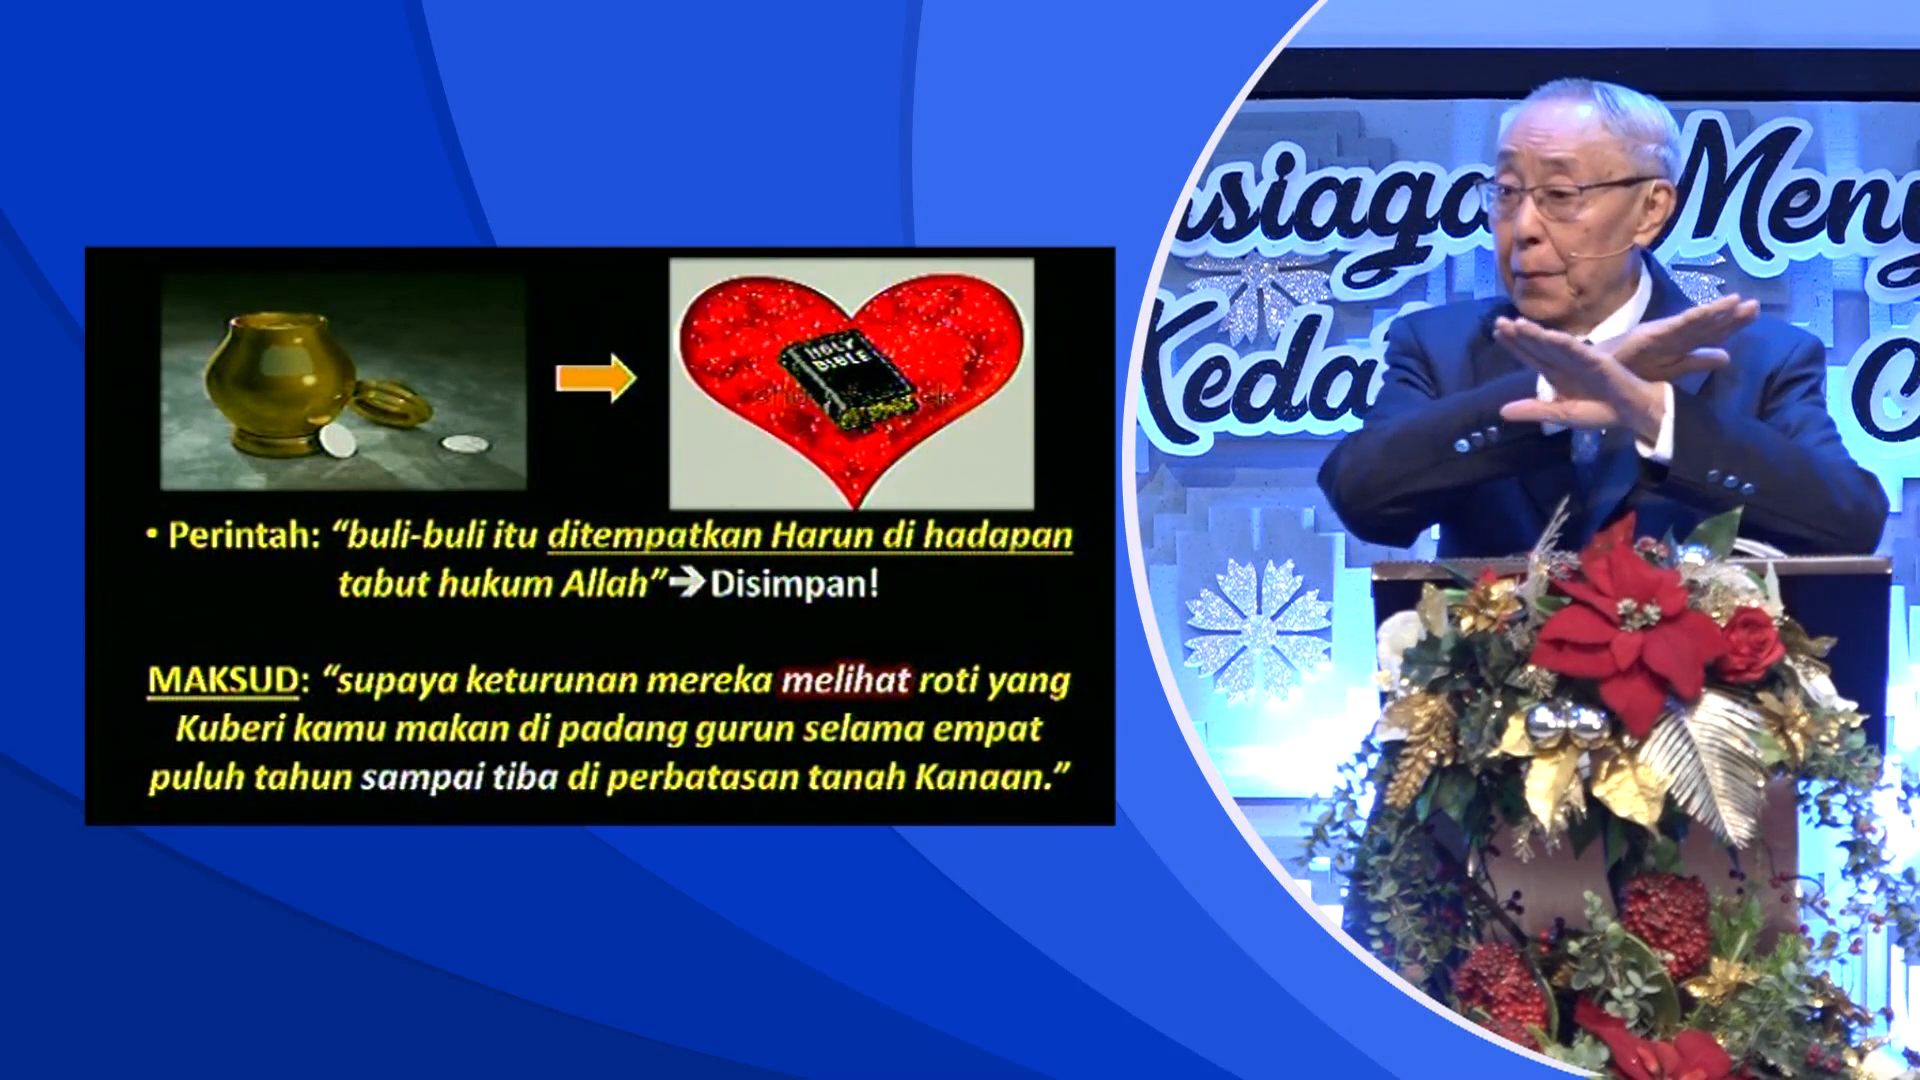 HOLY
BIBLE
• Perintah: “buli-buli itu ditempatkan Harun di hadapan
tabut hukum Allah”➔Disimpan!
MAKSUD: “supaya keturunan mereka melihat roti yang
Kuberi kamu makan di padang gurun selama empat
puluh tahun sampai tiba di perbatasan tanah Kanaan.”
siaga Men
Keda C